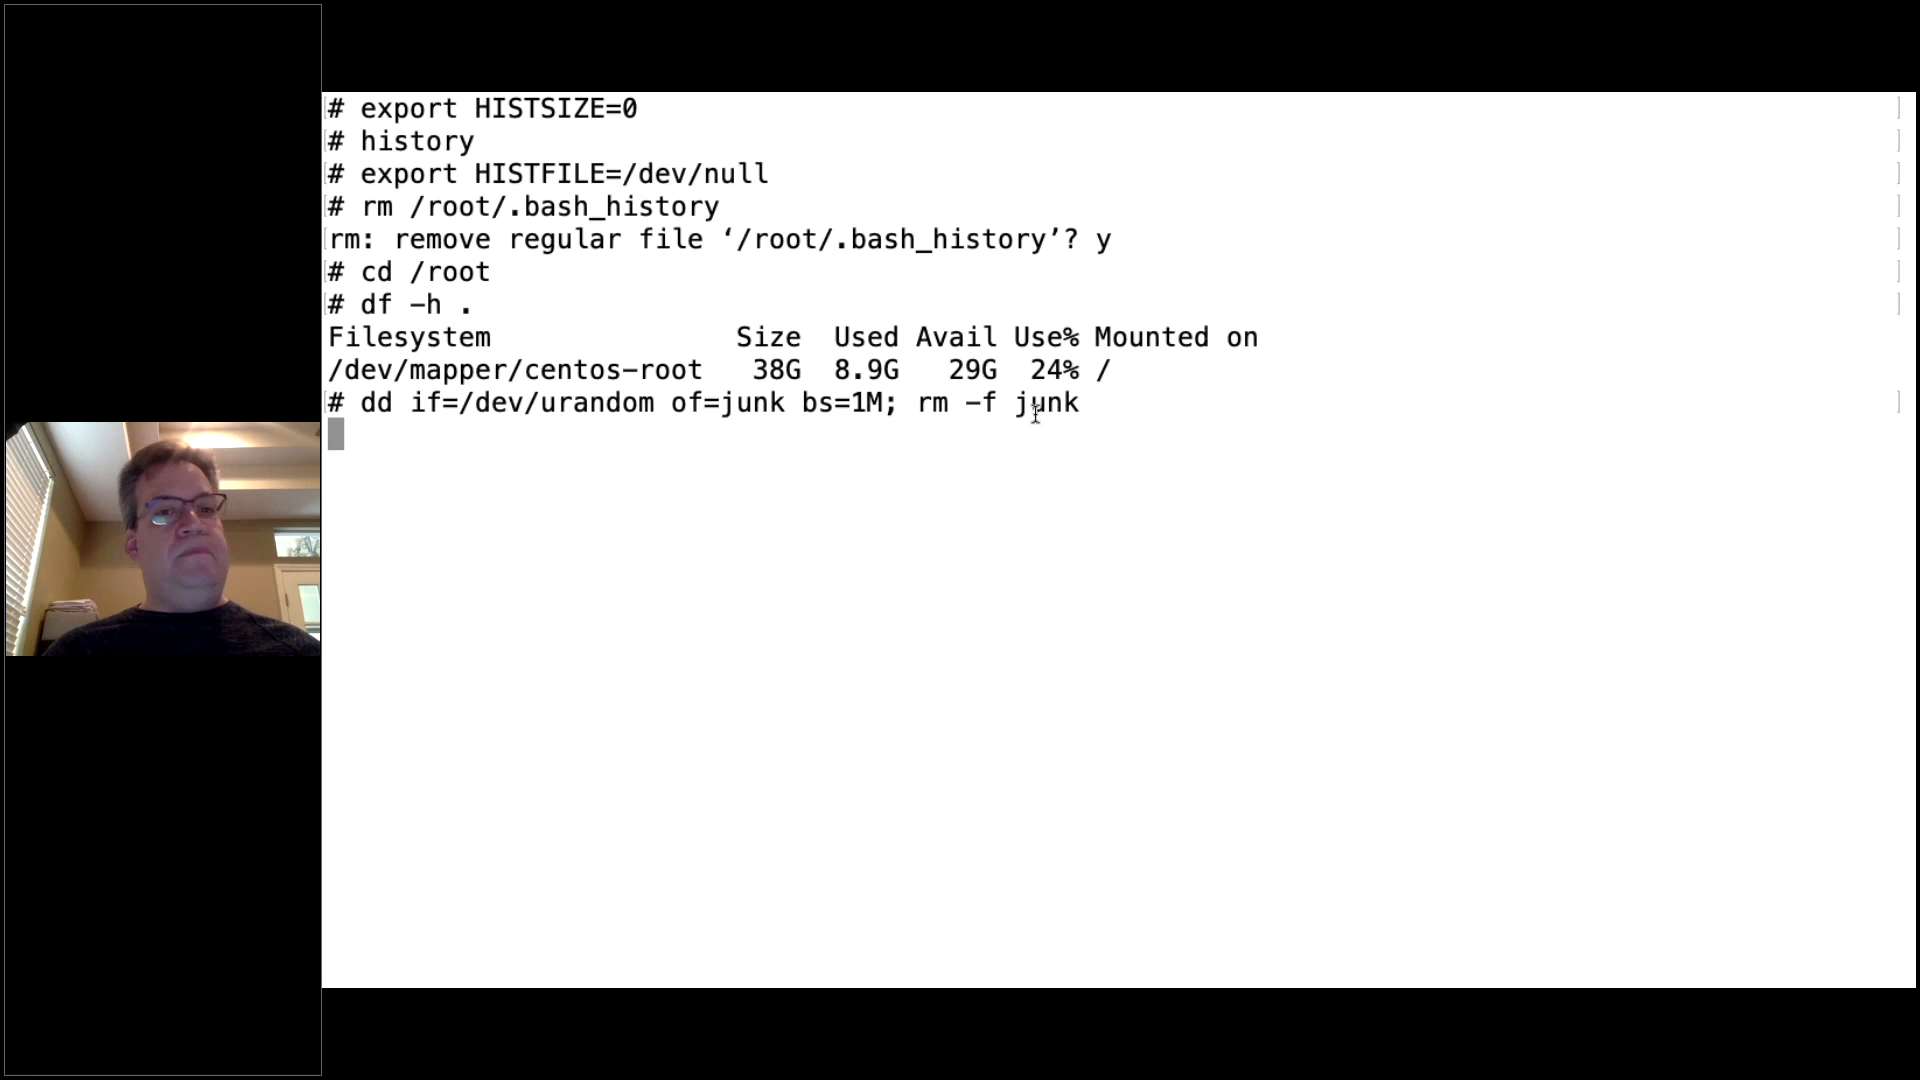 # export HISTSIZE=0
# history
# export HISTFILE=/dev/null
# rm /root/.bash_history
rm: remove regular file ‘/root/.bash_history’? y
# cd /root
# df -h .
Filesystem               Size  Used Avail Use% Mounted on
/dev/mapper/centos-root   38G  8.9G   29G  24% /
# dd if=/dev/urandom of=junk bs=1M; rm -f junk